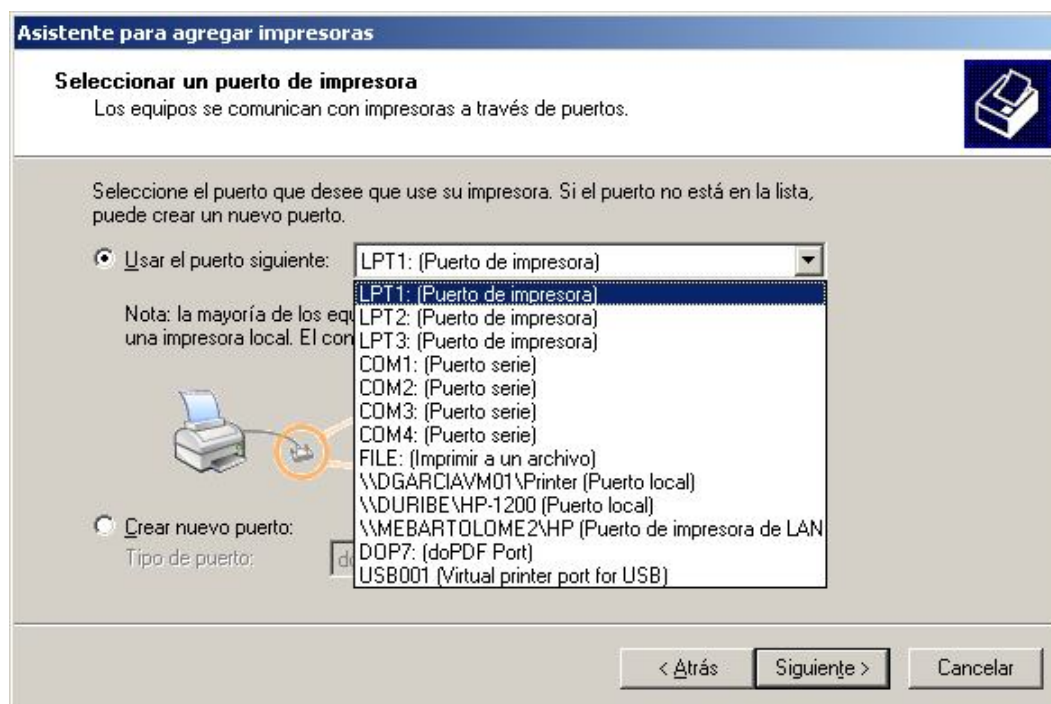 Asistente para agregar impresoras
Seleccionar un puerto de impresora
Los equipos se comunican con impresoras a través de puertos.
Seleccione el puerto que desee que use su impresora. Si el puerto no está en la lista,
puede crear un nuevo puerto.
Usar el puerto siguiente:
LPT1: (Puerto de impresora)
LPT1: (Puerto de impresora)
LPT2: (Puerto de impresora)
LPT3: (Puerto de impresora)
COM1: (Puerto serie)
COM2: (Puerto serie)
COM3: (Puerto serie)
COM4: (Puerto serie)
FILE: (Imprimir a un archivo)
\\DGARCIAVM01\Printer (Puerto local)
\\DURIBE\HP-1200 (Puerto local)
\\MEBARTOLOME2\HP (Puerto de impresora de LAN
DOP7: (doPDF Port)
USB001 (Virtual printer port for USB)
Nota: la mayoría de los
una impresora local. El
Crear nuevo puerto:
Tipo de puerto:
< Atrás
Siguiente >
Cancelar